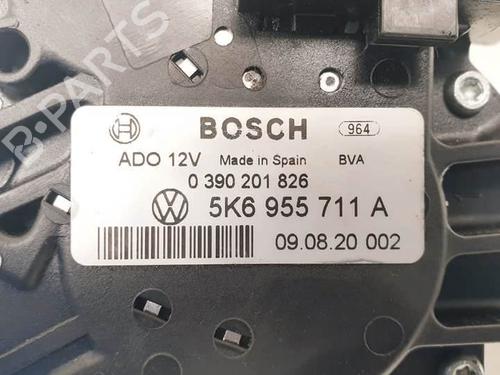 B-PARTS
BOSCH
964
ADO 12V Made in Spain BVA
0 390 201 826
5K6 955 711 A
09.08.20 002